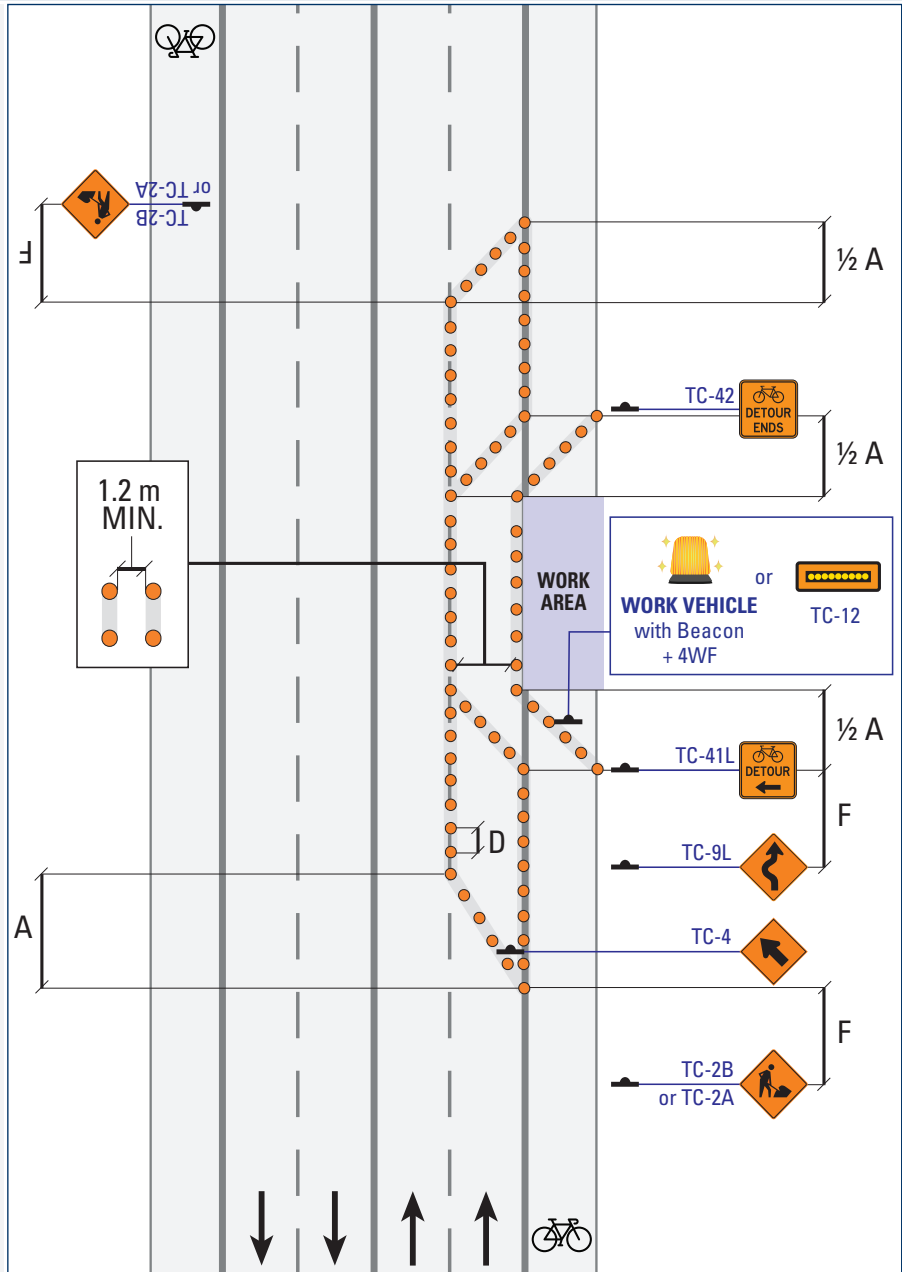 TC-2B
or TC-2A
F
½ A
TC-42
DETOUR
ENDS
½ A
1.2 m
MIN.
WORK
AREA
or
WORK VEHICLE
with Beacon
+ 4WF
TC-12
½ A
TC-41L
DETOUR
F
D
TC-9L
A
TC-4
F
TC-2B
or TC-2A